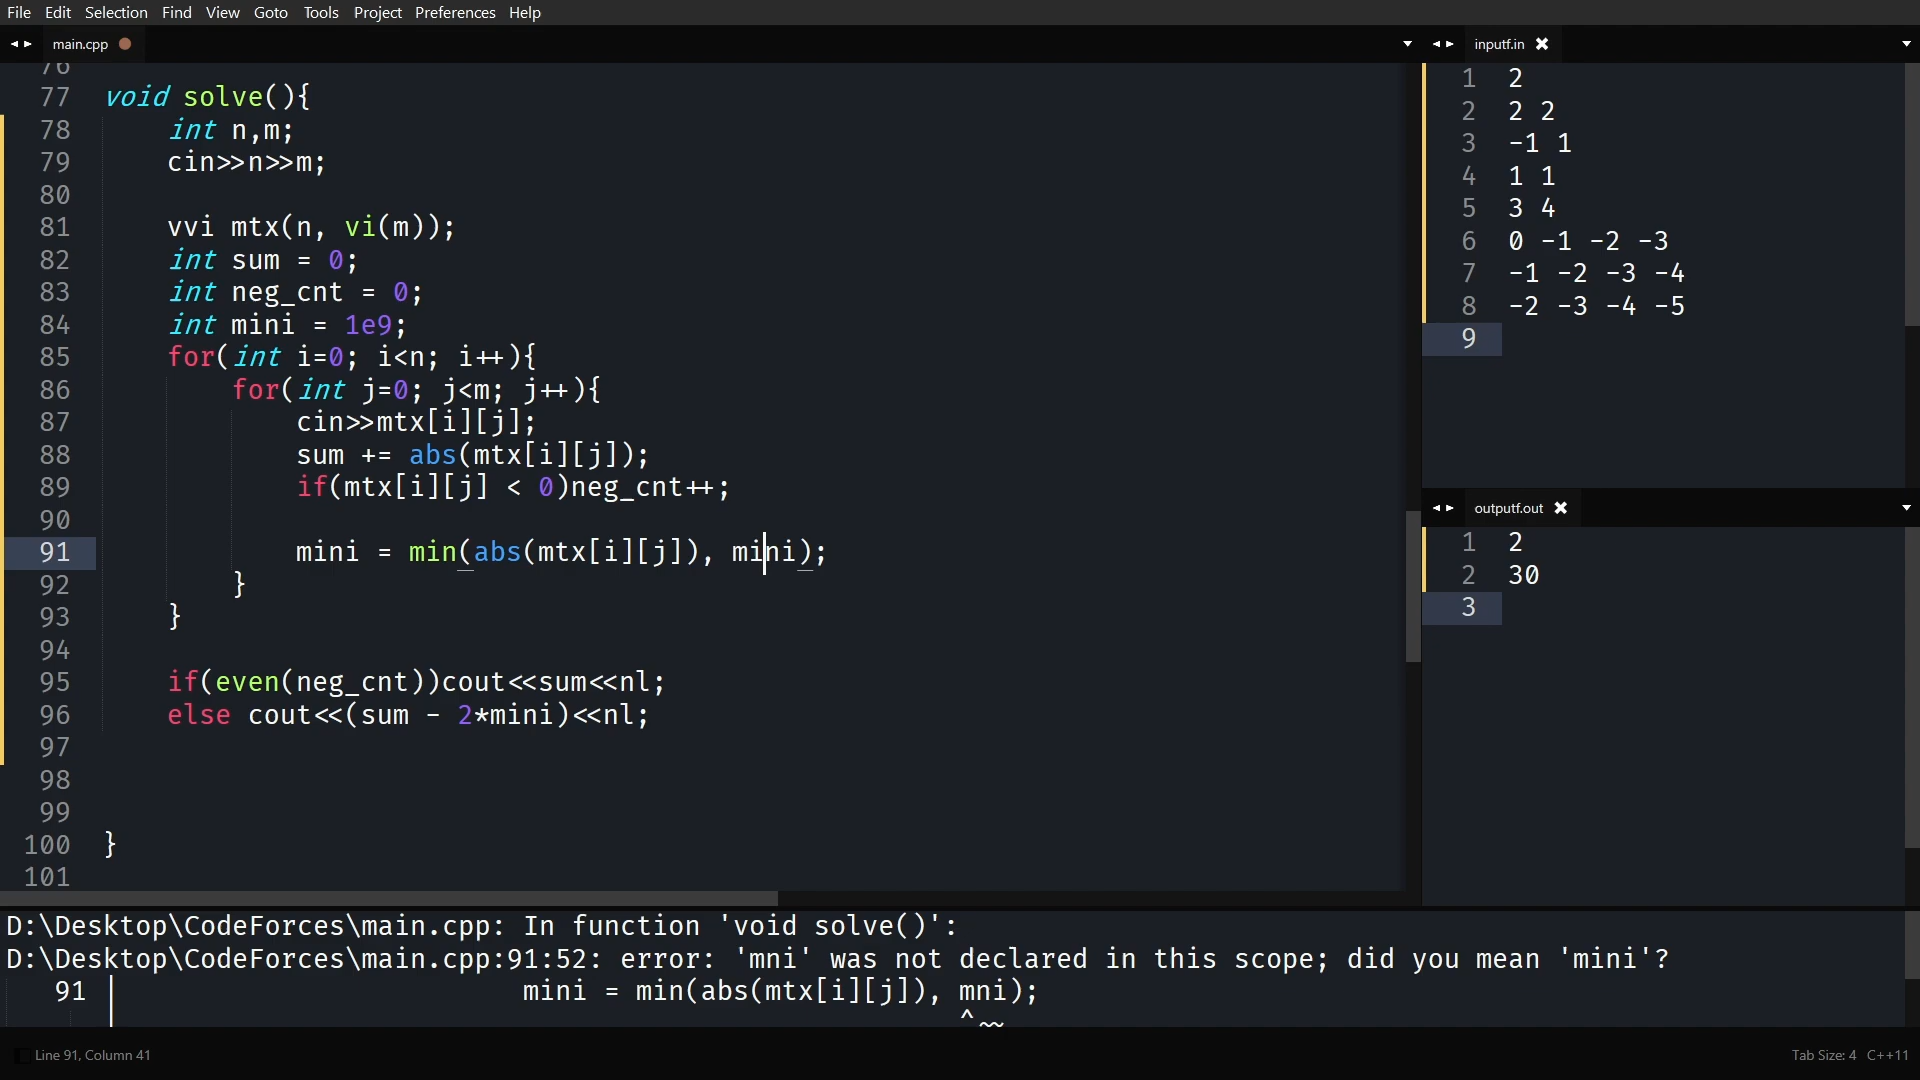 File Edit Selection Find View Goto Tools Project Preferences Help
main.cpp
76
77 void solve(){
78 int n,m;
79 cin>>n>>m;
80
81 vvi mtx(n, vi(m));
82 int sum = 0;
83 int neg_cnt = 0;
84 int mini = 1e9;
85 for(int i=0; i<n; i++){
86 for(int j=0; j<m; j++){
87 cin>>mtx[i][j];
88 sum += abs(mtx[i][j]);
89 if(mtx[i][j] < 0)neg_cnt++;
90
91 mini = min(abs(mtx[i][j]), mini);
92 }
93 }
94
95 if(even(neg_cnt))cout<<sum<<nl;
96 else cout<<(sum - 2*mini)<<nl;
97
98
99
100 }
101
inputf.in
1 2
2 2 2
3 -1 1
4 1 1
5 3 4
6 0 -1 -2 -3
7 -1 -2 -3 -4
8 -2 -3 -4 -5
9
outputf.out
1 2
2 30
3
D:\Desktop\CodeForces\main.cpp: In function 'void solve()':
D:\Desktop\CodeForces\main.cpp:91:52: error: 'mni' was not declared in this scope; did you mean 'mini'?
91 | mini = min(abs(mtx[i][j]), mni);
| ^~~
Line 91, Column 41
Tab Size: 4 C++11